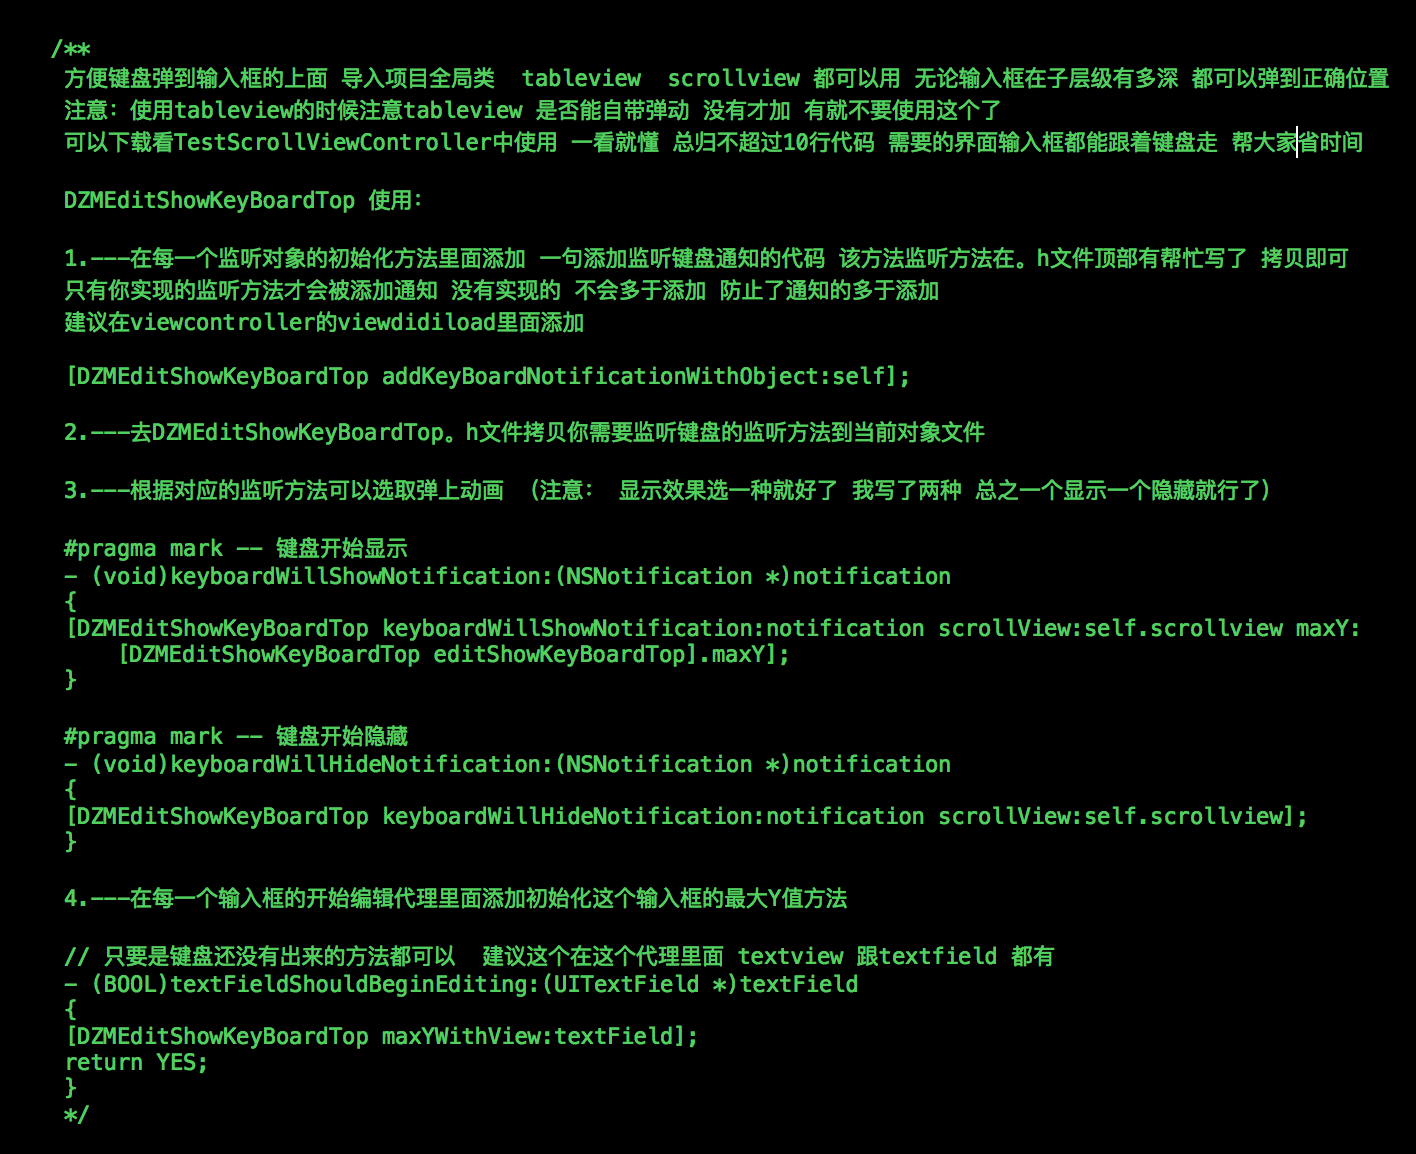 /**
方便键盘弹到输入框的上面 导入项目全局类  tableview  scrollview 都可以用 无论输入框在子层级有多深 都可以弹到正确位置
注意：使用tableview的时候注意tableview 是否能自带弹动 没有才加 有就不要使用这个了
可以下载看TestScrollViewController中使用 一看就懂 总归不超过10行代码 需要的界面输入框都能跟着键盘走 帮大家省时间
DZMEditShowKeyBoardTop 使用：
1.---在每一个监听对象的初始化方法里面添加 一句添加监听键盘通知的代码 该方法监听方法在。h文件顶部有帮忙写了 拷贝即可
只有你实现的监听方法才会被添加通知 没有实现的 不会多于添加 防止了通知的多于添加
建议在viewcontroller的viewdidiload里面添加
[DZMEditShowKeyBoardTop addKeyBoardNotificationWithObject:self];
2.---去DZMEditShowKeyBoardTop。h文件拷贝你需要监听键盘的监听方法到当前对象文件
3.---根据对应的监听方法可以选取弹上动画 （注意： 显示效果选一种就好了 我写了两种 总之一个显示一个隐藏就行了）
#pragma mark -- 键盘开始显示
- (void)keyboardWillShowNotification:(NSNotification *)notification
{
[DZMEditShowKeyBoardTop keyboardWillShowNotification:notification scrollView:self.scrollview maxY:
[DZMEditShowKeyBoardTop editShowKeyBoardTop].maxY];
}
#pragma mark -- 键盘开始隐藏
- (void)keyboardWillHideNotification:(NSNotification *)notification
{
[DZMEditShowKeyBoardTop keyboardWillHideNotification:notification scrollView:self.scrollview];
}
4.---在每一个输入框的开始编辑代理里面添加初始化这个输入框的最大Y值方法
// 只要是键盘还没有出来的方法都可以  建议这个在这个代理里面 textview 跟textfield 都有
- (BOOL)textFieldShouldBeginEditing:(UITextField *)textField
{
[DZMEditShowKeyBoardTop maxYWithView:textField];
return YES;
}
*/